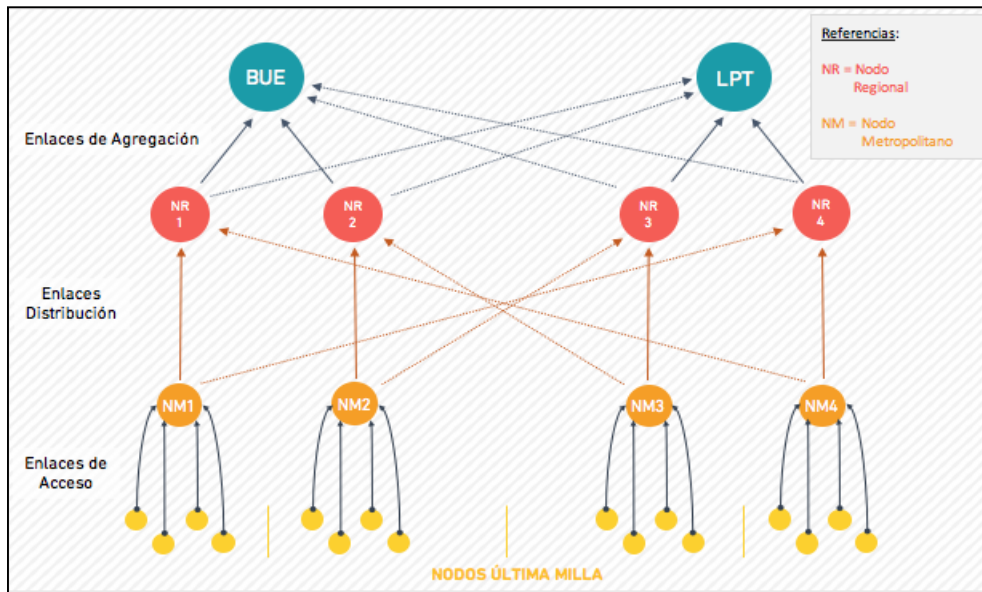 BUE
LPT
Referencias:
NR = Nodo
Regional
NM = Nodo
Metropolitano
Enlaces de Agregación
NR
1
NR
2
NR
3
NR
4
Enlaces
Distribución
NM1
NM2
NM3
NM4
Enlaces de
Acceso
NODOS ÚLTIMA MILLA